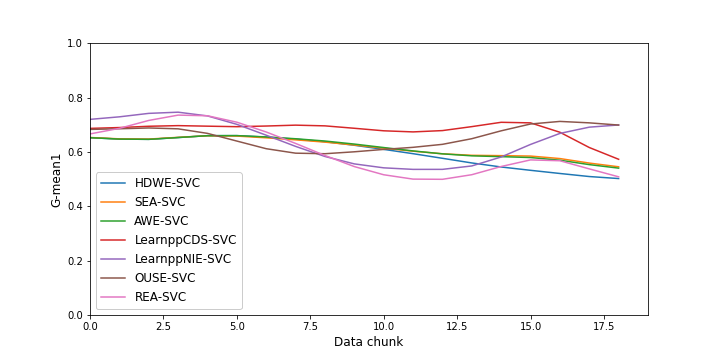 1.0
0.8
0.6
0.4
0.2
0.0
G-mean1
HDWE-SVC
SEA-SVC
AWE-SVC
LearnppCDS-SVC
LearnppNIE-SVC
OUSE-SVC
REA-SVC
0.0 2.5 5.0 7.5 10.0 12.5 15.0 17.5
Data chunk